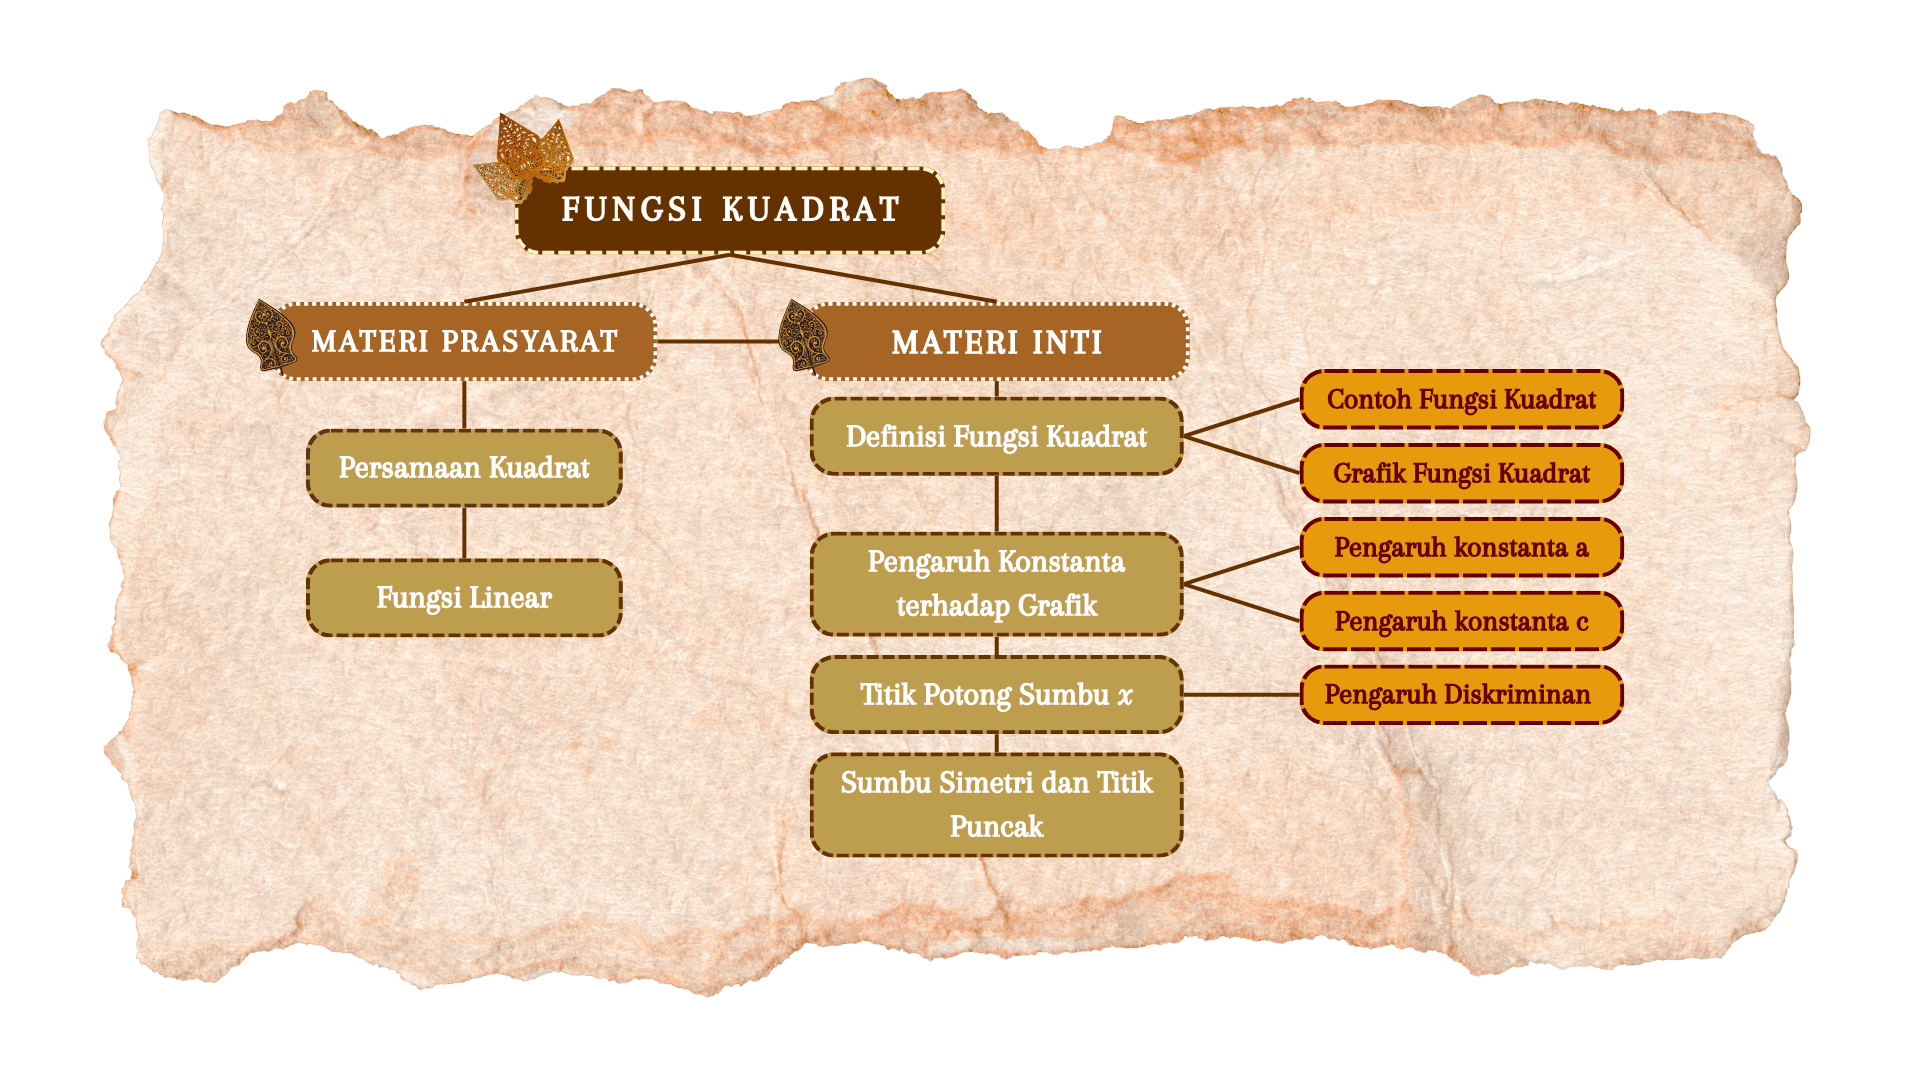 FUNGSI KUADRAT
MATERI PRASYARAT
MATERI INTI
Persamaan Kuadrat
Fungsi Linear
Definisi Fungsi Kuadrat
Contoh Fungsi Kuadrat
Grafik Fungsi Kuadrat
Pengaruh Konstanta
terhadap Grafik
Pengaruh konstanta a
Pengaruh konstanta c
Titik Potong Sumbu x
Pengaruh Diskriminan
Sumbu Simetri dan Titik
Puncak